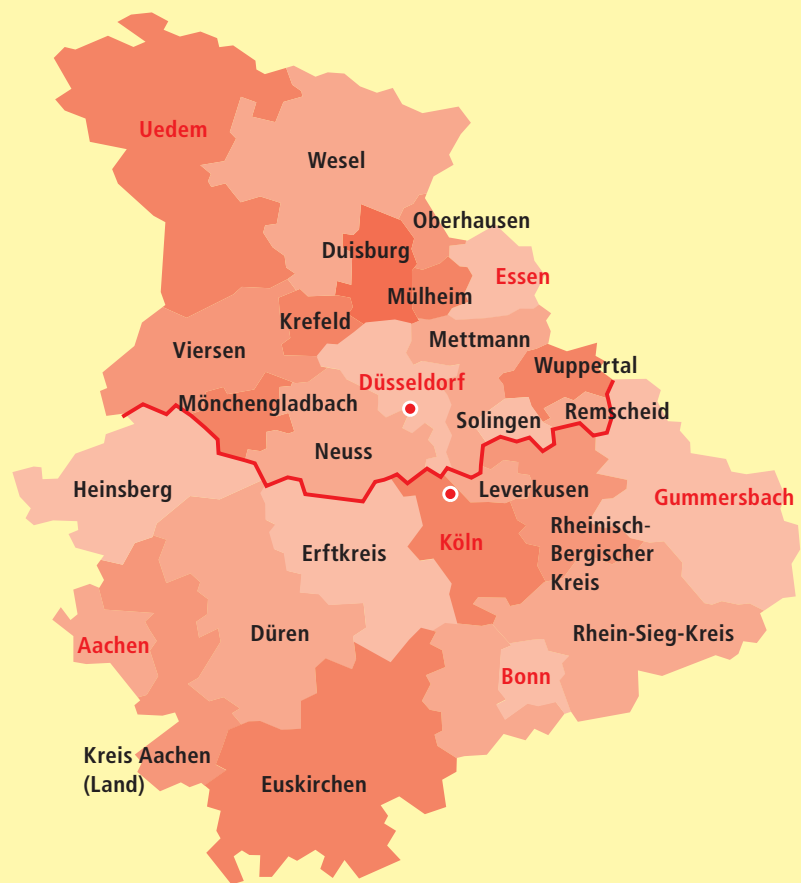 Uedem
Wesel
Oberhausen
Duisburg
Essen
Mülheim
Krefeld
Mettmann
Viersen
Wuppertal
Düsseldorf
Mönchengladbach
Remscheid
Solingen
Neuss
Heinsberg
Leverkusen
Gummersbach
Köln
Rheinisch-
Bergischer
Kreis
Erftkreis
Düren
Rhein-Sieg-Kreis
Aachen
Bonn
Kreis Aachen
(Land)
Euskirchen